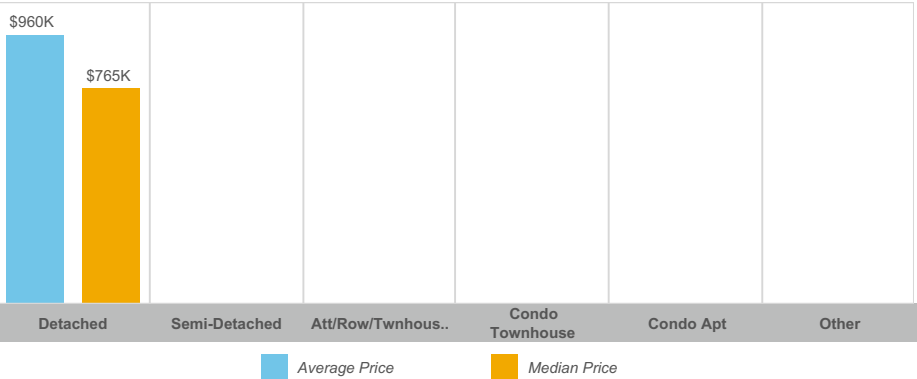 $960K
$765K
Detached
Semi-Detached
Att/Row/Twnhous..
Condo
Townhouse
Condo Apt
Other
Average Price
Median Price